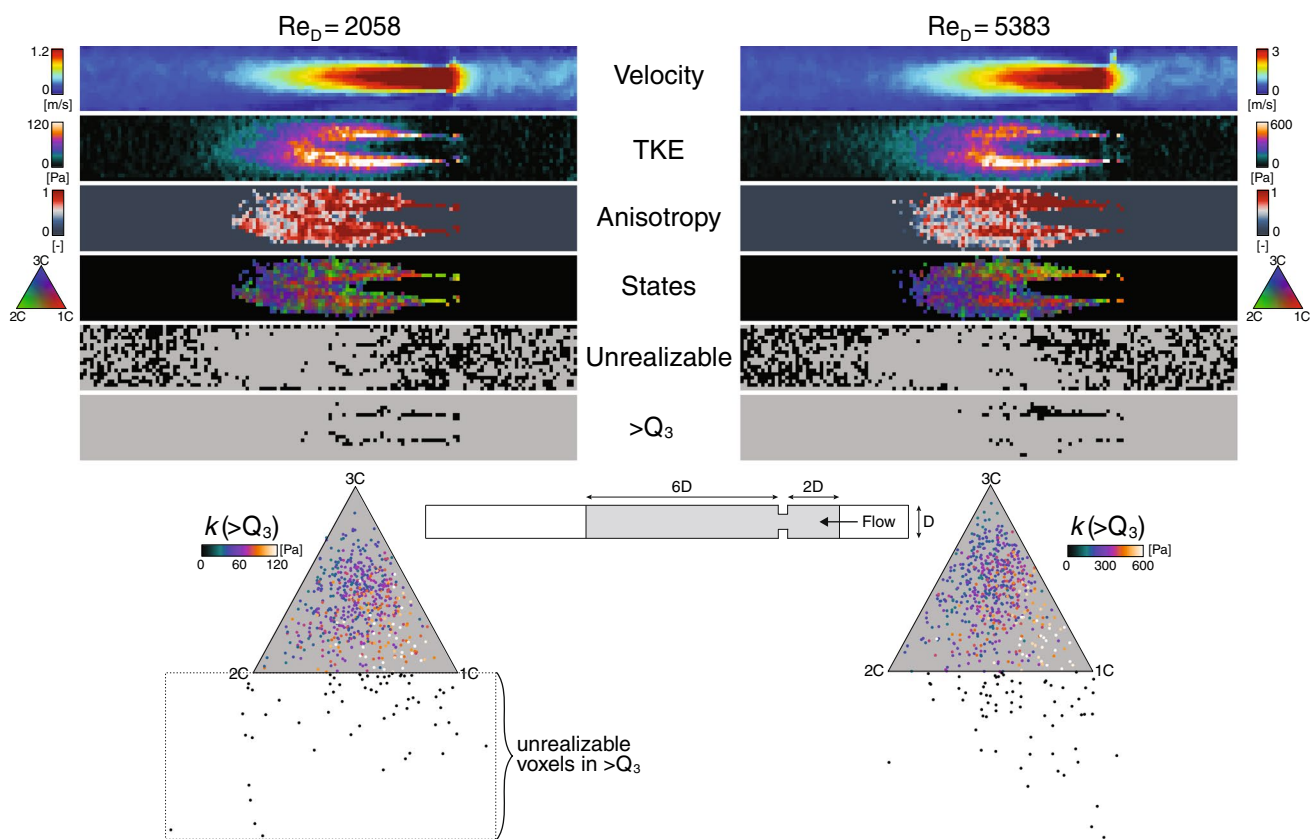 Re_D = 2058
Re_D = 5383
1.2
0
[m/s]
Velocity
3
0
[m/s]
120
0
[Pa]
TKE
600
0
[Pa]
1
0
[-]
Anisotropy
1
0
[-]
3C
2C 1C
States
3C
2C 1C
Unrealizable
>Q₃
3C
k (>Q₃)
[Pa]
0 60 120
2C 1C
6D 2D
Flow
D
3C
k (>Q₃)
[Pa]
0 300 600
2C 1C
unrealizable
voxels in >Q₃